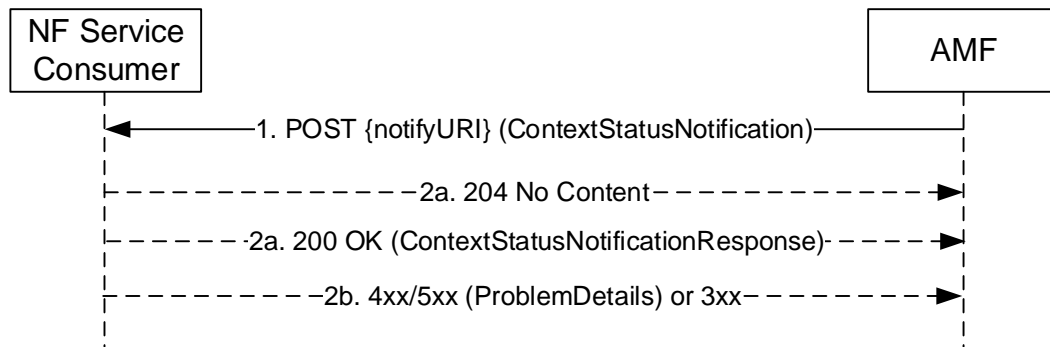 NF Service
Consumer
AMF
1. POST {notifyURI} (ContextStatusNotification)
2a. 204 No Content
2a. 200 OK (ContextStatusNotificationResponse)
2b. 4xx/5xx (ProblemDetails) or 3xx